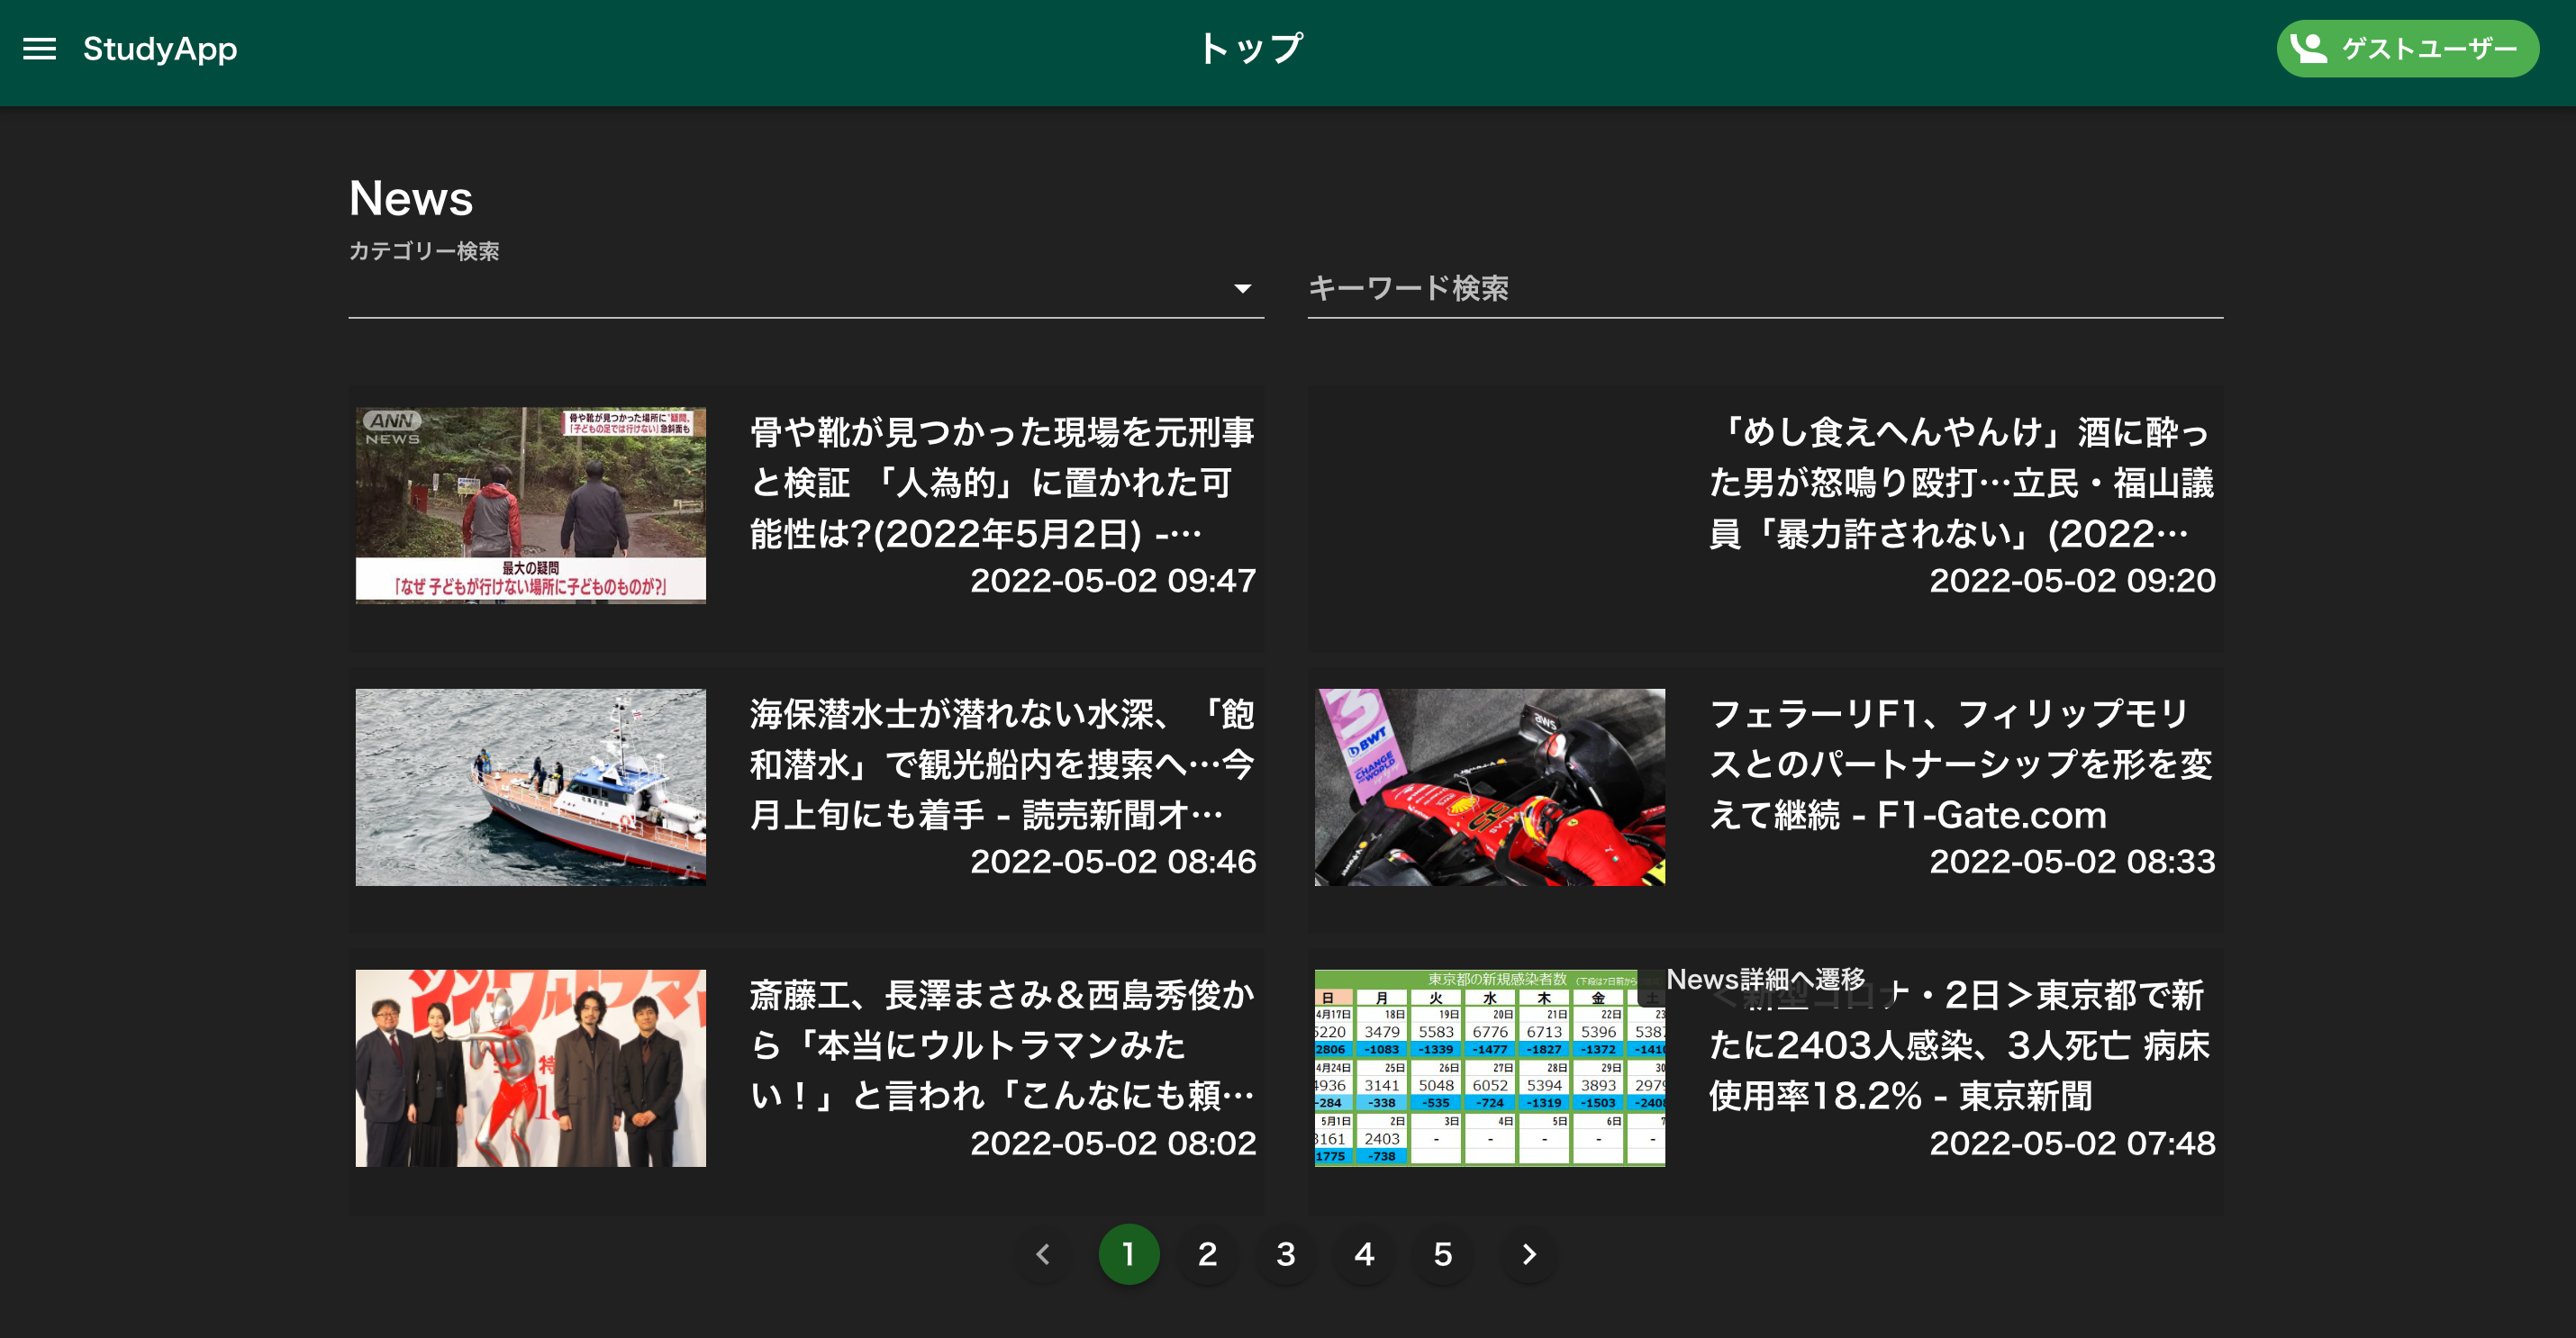 StudyApp
トップ
ゲストユーザー
News
カテゴリー検索
キーワード検索
ANN
NEWS
骨や靴が見つかった場所に"疑問"
「子どもの足では行けない」急斜面も
最大の疑問
「なぜ 子どもが行けない場所に子どものものが?」
骨や靴が見つかった現場を元刑事
と検証 「人為的」に置かれた可
能性は?(2022年5月2日) -…
2022-05-02 09:47
「めし食えへんやんけ」酒に酔っ
た男が怒鳴り殴打…立民・福山議
員「暴力許されない」(2022…
2022-05-02 09:20
海保潜水士が潜れない水深、「飽
和潜水」で観光船内を捜索へ…今
月上旬にも着手 - 読売新聞オ…
2022-05-02 08:46
aws
BWT
CHANGE
THE
WORLD
55
フェラーリF1、フィリップモリ
スとのパートナーシップを形を変
えて継続 - F1-Gate.com
2022-05-02 08:33
シン・ウルトラマ
特
斎藤工、長澤まさみ＆西島秀俊か
ら「本当にウルトラマンみた
い！」と言われ「こんなにも頼…
2022-05-02 08:02
東京都の新規感染者数 (下段は7日前から
日 月 火 水 木 金 土
4月17日 18日 19日 20日 21日 22日 23
5220 3479 5583 6776 6713 5396 538
2806 -1083 -1339 -1477 -1827 -1372 -141
4月24日 25日 26日 27日 28日 29日 30
4936 3141 5048 6052 5394 3893 297
-284 -338 -535 -724 -1319 -1503 -240
5月1日 2日 3日 4日 5日 6日 7
3161 2403 - - - - -
1775 -738
News詳細へ遷移
＜新型コロナ・2日＞東京都で新
たに2403人感染、3人死亡 病床
使用率18.2% - 東京新聞
2022-05-02 07:48
1 2 3 4 5